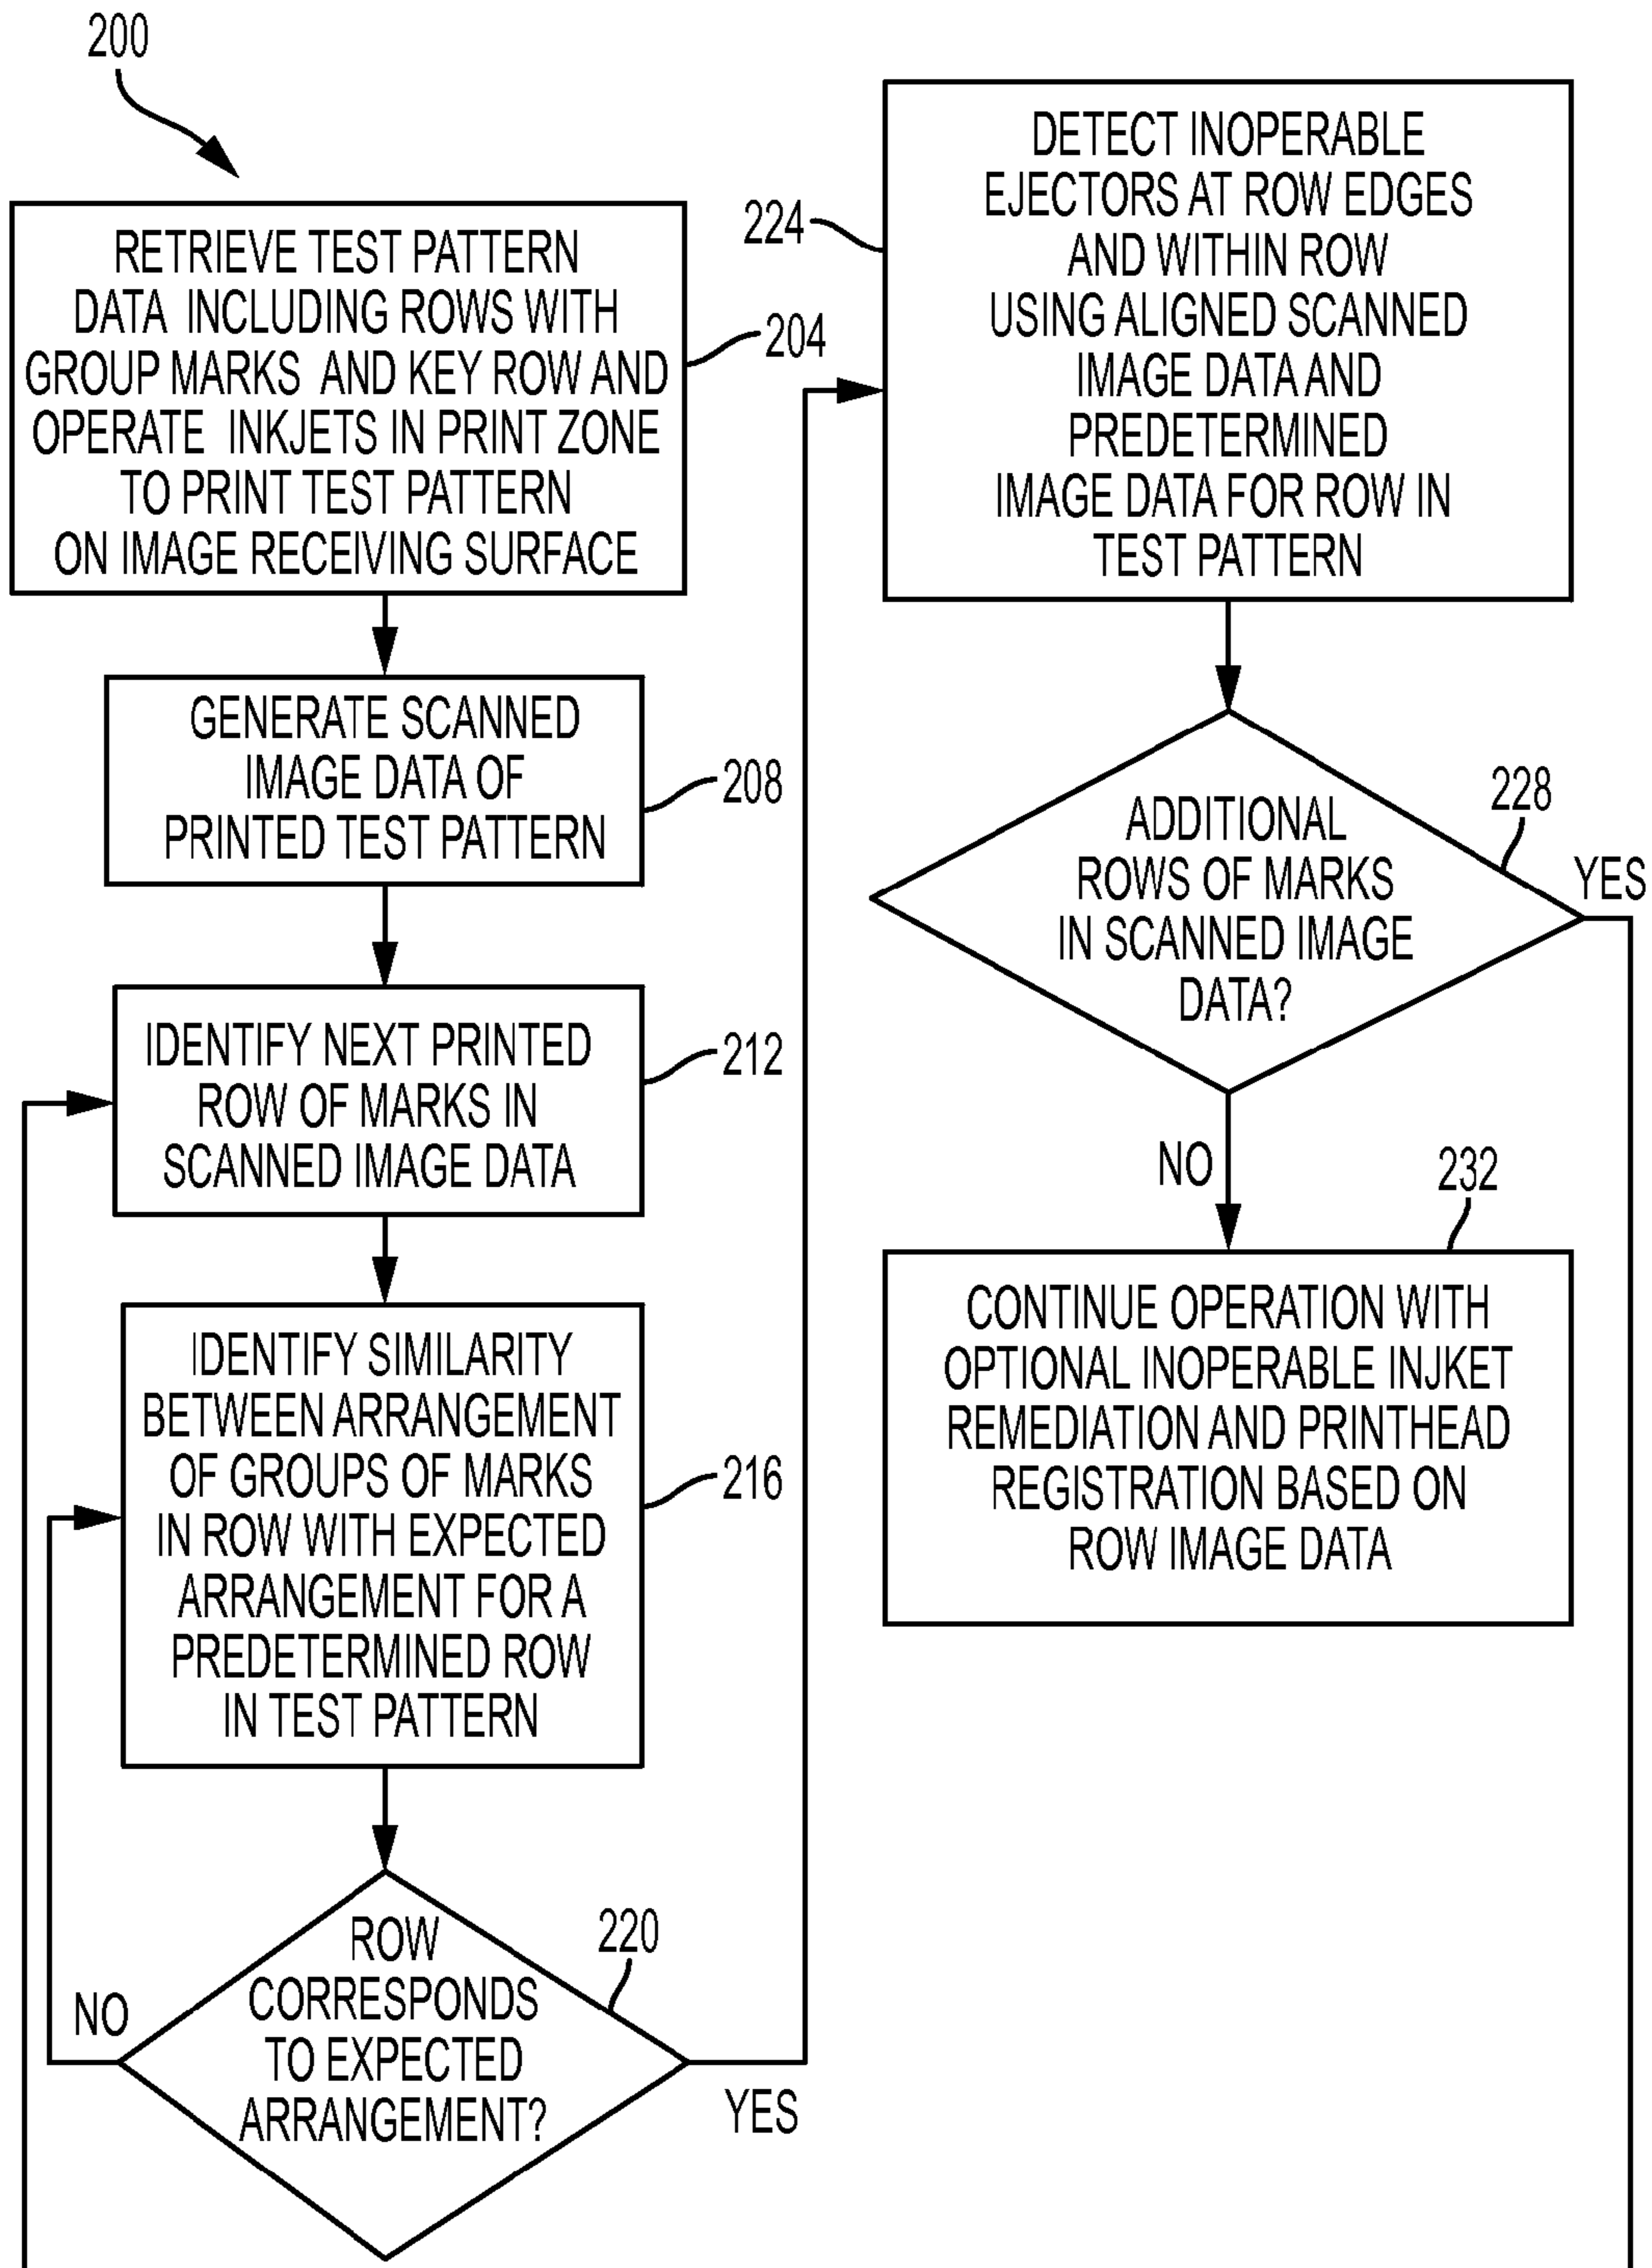 200
RETRIEVE TEST PATTERN
DATA INCLUDING ROWS WITH
GROUP MARKS AND KEY ROW AND
OPERATE INKJETS IN PRINT ZONE
TO PRINT TEST PATTERN
ON IMAGE RECEIVING SURFACE
204
GENERATE SCANNED
IMAGE DATA OF
PRINTED TEST PATTERN
208
IDENTIFY NEXT PRINTED
ROW OF MARKS IN
SCANNED IMAGE DATA
212
IDENTIFY SIMILARITY
BETWEEN ARRANGEMENT
OF GROUPS OF MARKS
IN ROW WITH EXPECTED
ARRANGEMENT FOR A
PREDETERMINED ROW
IN TEST PATTERN
216
ROW
CORRESPONDS
TO EXPECTED
ARRANGEMENT?
220
NO
YES
224
DETECT INOPERABLE
EJECTORS AT ROW EDGES
AND WITHIN ROW
USING ALIGNED SCANNED
IMAGE DATA AND
PREDETERMINED
IMAGE DATA FOR ROW IN
TEST PATTERN
ADDITIONAL
ROWS OF MARKS
IN SCANNED IMAGE
DATA?
228
YES
NO
232
CONTINUE OPERATION WITH
OPTIONAL INOPERABLE INJKET
REMEDIATION AND PRINTHEAD
REGISTRATION BASED ON
ROW IMAGE DATA